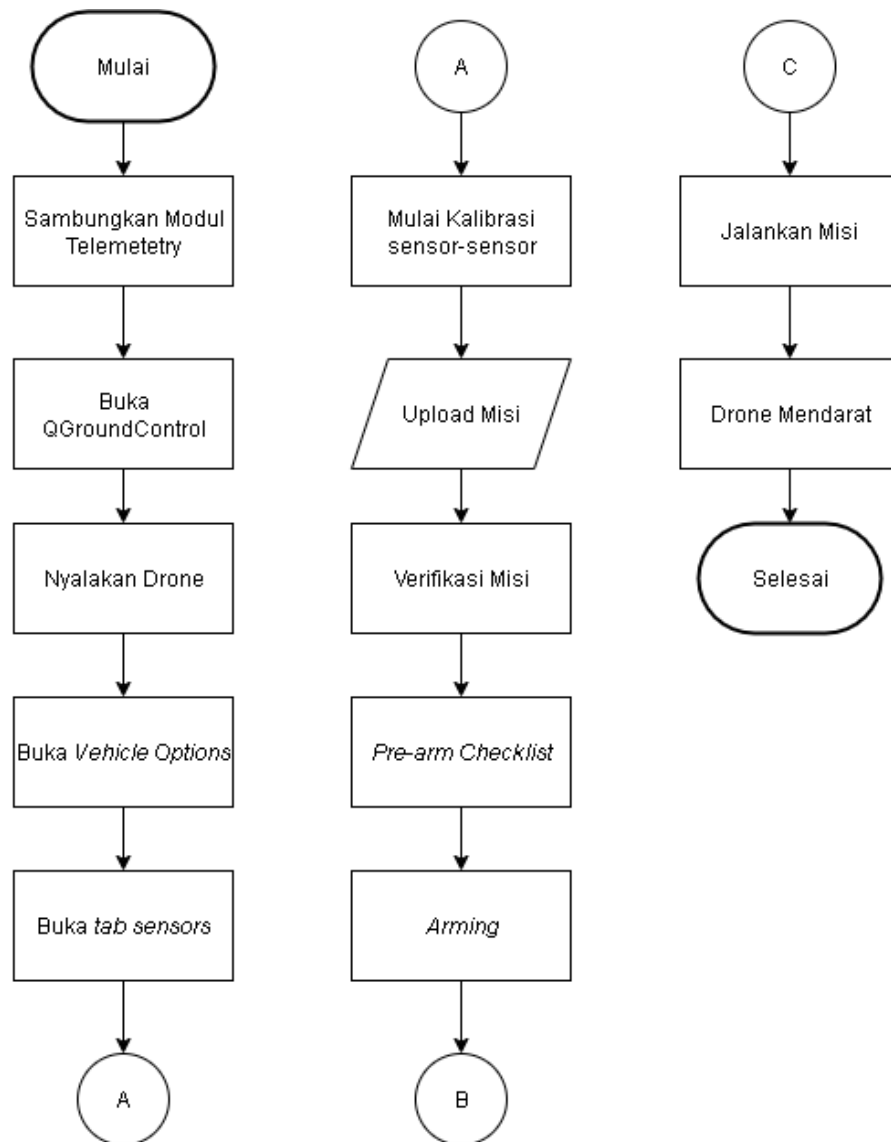 Mulai
Sambungkan Modul
Telemetetry
Buka
QGroundControl
Nyalakan Drone
Buka Vehicle Options
Buka tab sensors
A
A
Mulai Kalibrasi
sensor-sensor
Upload Misi
Verifikasi Misi
Pre-arm Checklist
Arming
B
C
Jalankan Misi
Drone Mendarat
Selesai